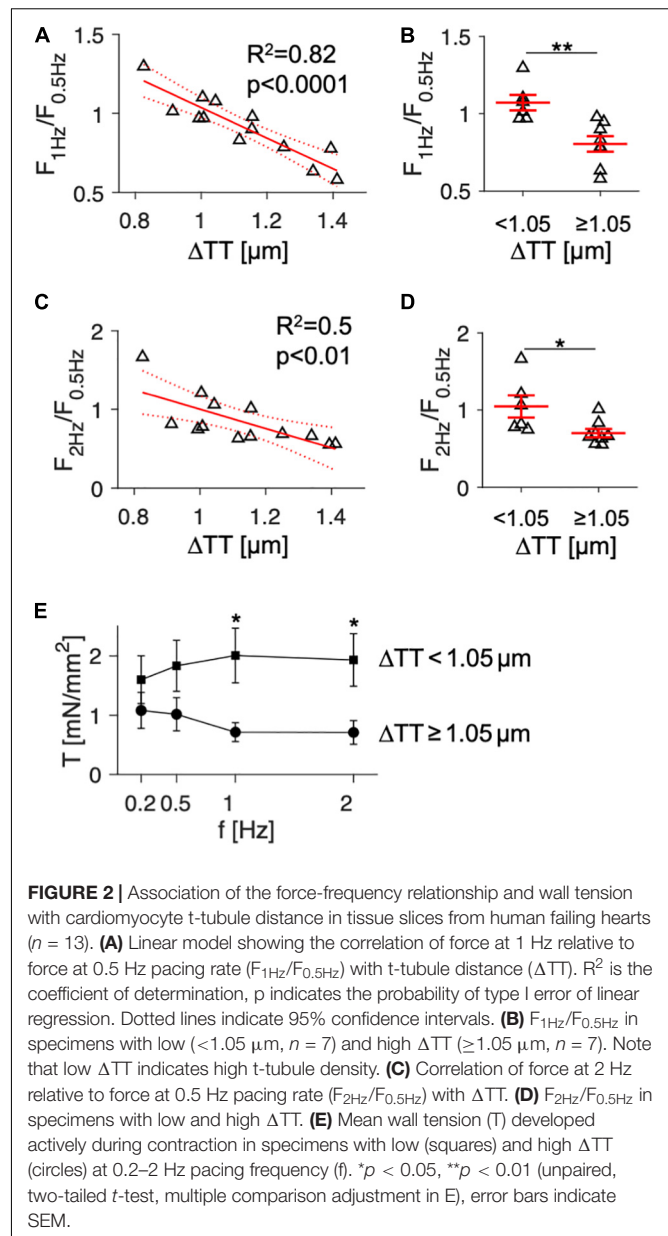 A
R²=0.82
p<0.0001
F1Hz/F0.5Hz
1.5
1
0.5
0.8 1 1.2 1.4
ΔTT [μm]
B
**
F1Hz/F0.5Hz
1.5
1
0.5
<1.05 ≥1.05
ΔTT [μm]
C
R²=0.5
p<0.01
F2Hz/F0.5Hz
2
1
0
0.8 1 1.2 1.4
ΔTT [μm]
D
*
F2Hz/F0.5Hz
2
1
0
<1.05 ≥1.05
ΔTT [μm]
E
* *
T [mN/mm²]
2
1
0
ΔTT < 1.05 μm
ΔTT ≥ 1.05 μm
0.2 0.5 1 2
f [Hz]
FIGURE 2 | Association of the force-frequency relationship and wall tension
with cardiomyocyte t-tubule distance in tissue slices from human failing hearts
(n = 13). (A) Linear model showing the correlation of force at 1 Hz relative to
force at 0.5 Hz pacing rate (F1Hz/F0.5Hz) with t-tubule distance (ΔTT). R² is the
coefficient of determination, p indicates the probability of type I error of linear
regression. Dotted lines indicate 95% confidence intervals. (B) F1Hz/F0.5Hz in
specimens with low (<1.05 μm, n = 7) and high ΔTT (≥1.05 μm, n = 7). Note
that low ΔTT indicates high t-tubule density. (C) Correlation of force at 2 Hz
relative to force at 0.5 Hz pacing rate (F2Hz/F0.5Hz) with ΔTT. (D) F2Hz/F0.5Hz in
specimens with low and high ΔTT. (E) Mean wall tension (T) developed
actively during contraction in specimens with low (squares) and high ΔTT
(circles) at 0.2–2 Hz pacing frequency (f). *p < 0.05, **p < 0.01 (unpaired,
two-tailed t-test, multiple comparison adjustment in E), error bars indicate
SEM.